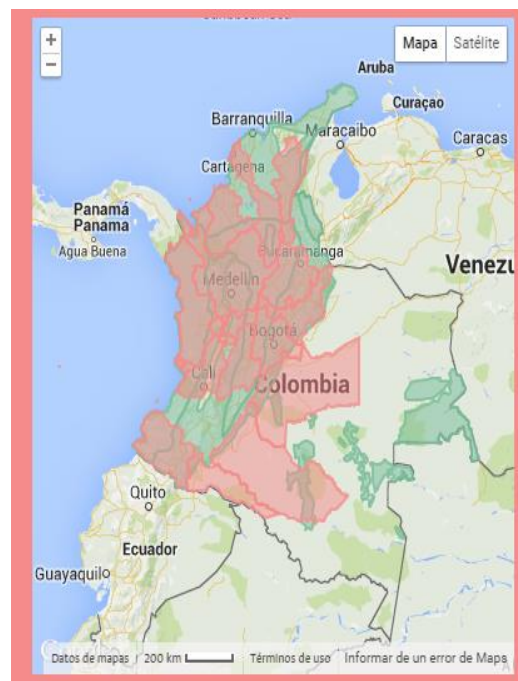 +
Mapa Satélite
−
Aruba
Curaçao
Barranquilla
Maracaibo
Caracas
Cartagena
Panamá
Panama
Agua Buena
Bucaramanga
Venezu
Medellín
Bogotá
Cali
Colombia
Quito
Ecuador
Guayaquil
Datos de mapas 200 km Términos de uso Informar de un error de Maps